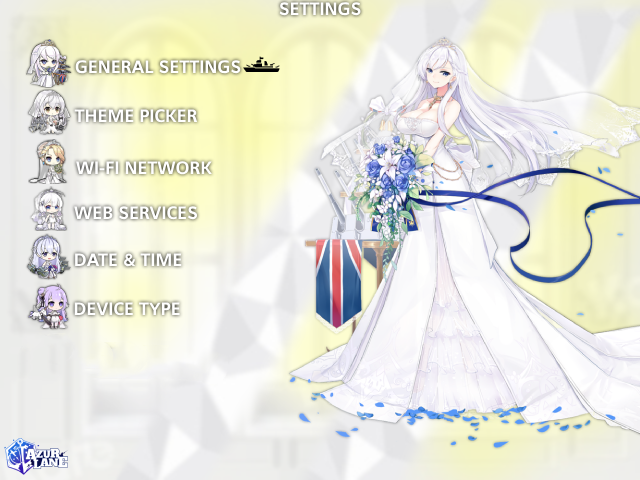 SETTINGS
GENERAL SETTINGS
THEME PICKER
WI-FI NETWORK
WEB SERVICES
DATE & TIME
DEVICE TYPE
AZUR
LANE